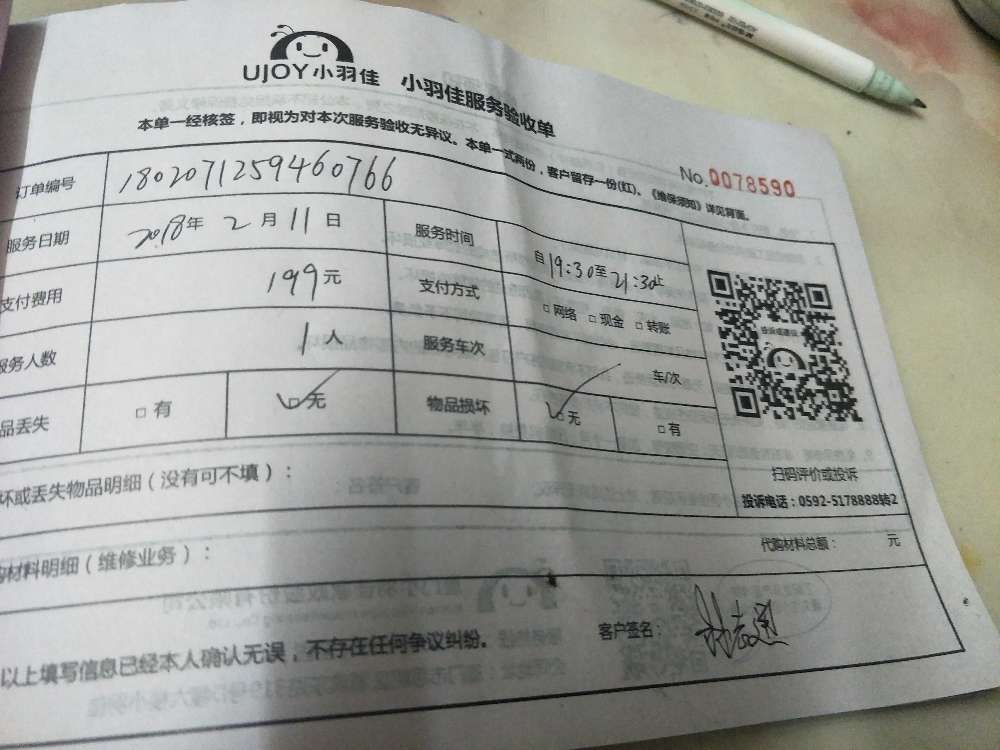 UJOY小羽佳 小羽佳服务验收单
本单一经核签，即视为对本次服务验收无异议。本单一式两份，客户留存一份(红)。《维保须知》详见背面。
No.0078590
订单编号 180207125946 0766
服务日期 2018年 2 月 11 日 服务时间 自19:30至21:30止
支付费用 199元 支付方式 □网络 □现金 □转账
服务人数 1人 服务车次 车/次
品丢失 □有 □无 物品损坏 □无 □有
扫码评价或投诉
投诉电话：0592-5178888转2
坏或丢失物品明细（没有可不填）：
购材料明细（维修业务）： 代购材料总额： 元
以上填写信息已经本人确认无误，不存在任何争议纠纷。 客户签名：